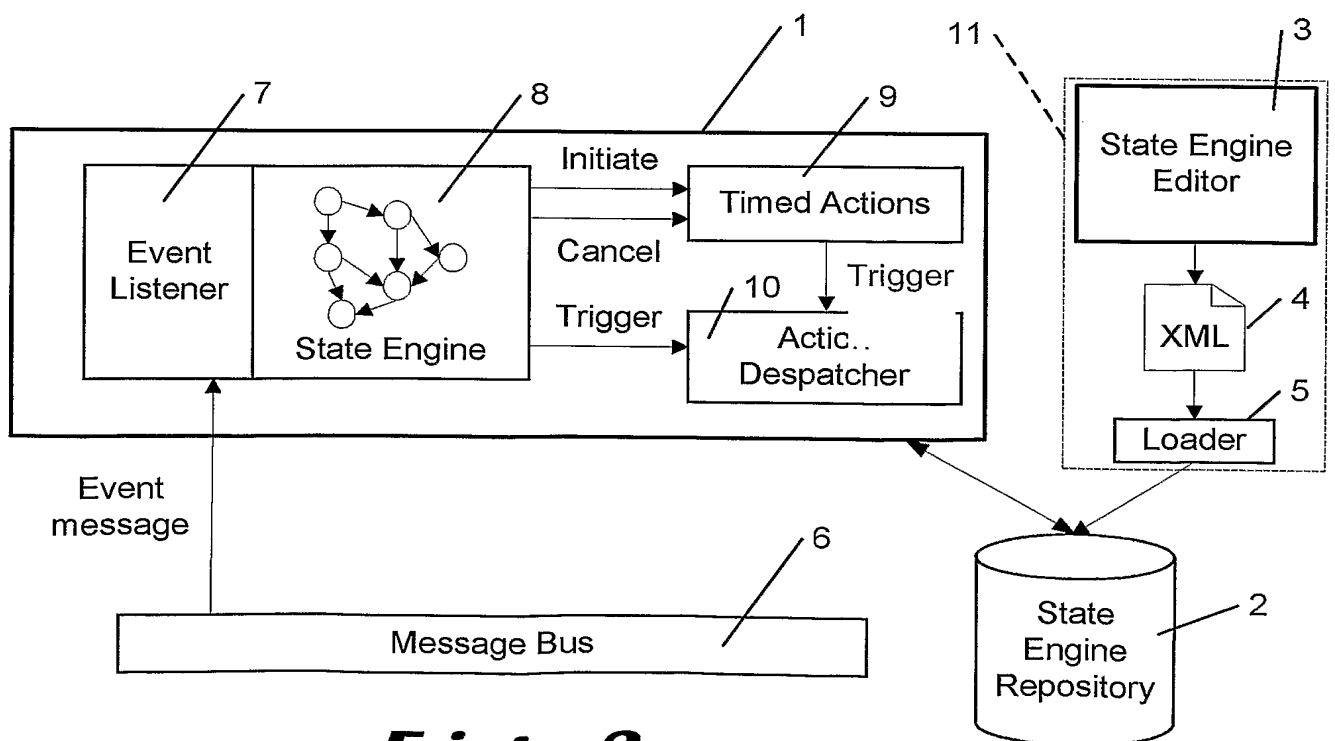 1
11
3
7
8
9
State Engine
Editor
Initiate
Timed Actions
Event
Listener
Cancel
Trigger
10
4
XML
Trigger
State Engine
Despatcher
5
Loader
Event
message
6
Message Bus
2
State
Engine
Repository